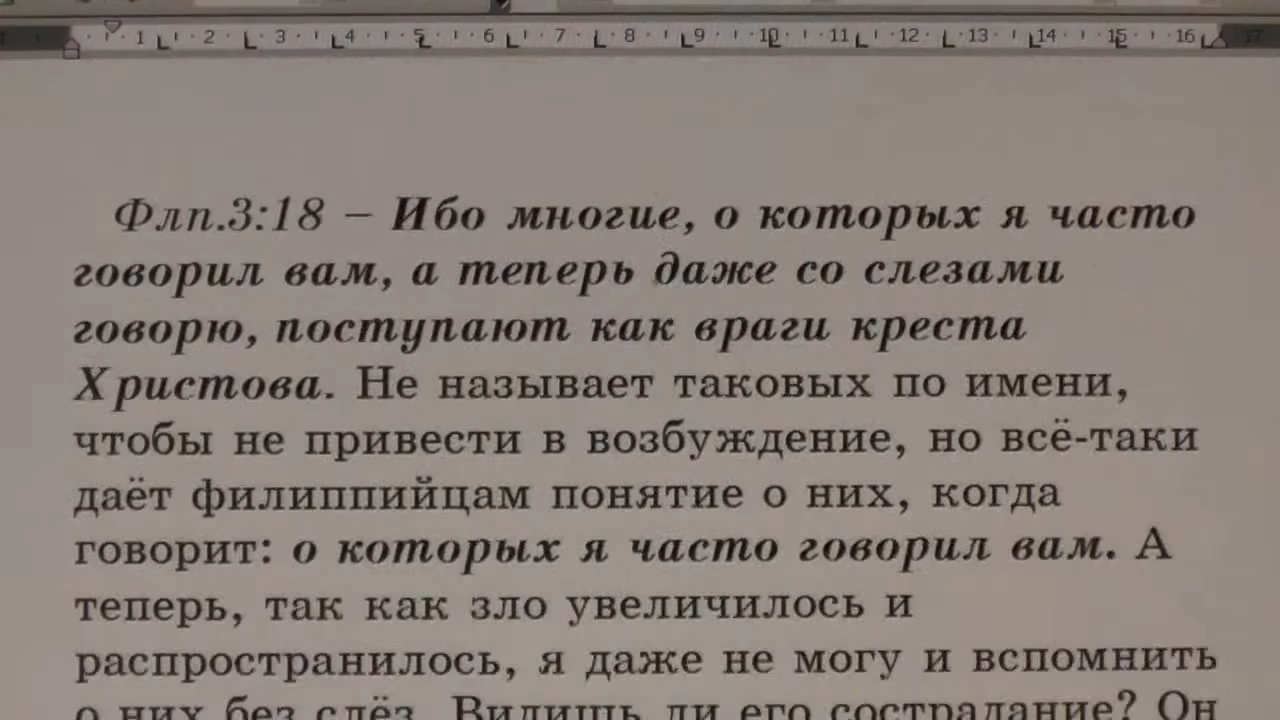 1 2 3 4 5 6 7 8 9 10 11 12 13 14 15 16 17
Флп.3:18 – Ибо многие, о которых я часто
говорил вам, а теперь даже со слезами
говорю, поступают как враги креста
Христова. Не называет таковых по имени,
чтобы не привести в возбуждение, но всё-таки
даёт филиппийцам понятие о них, когда
говорит: о которых я часто говорил вам. А
теперь, так как зло увеличилось и
распространилось, я даже не могу и вспомнить
о них без слёз. Видишь ли его сострадание? Он